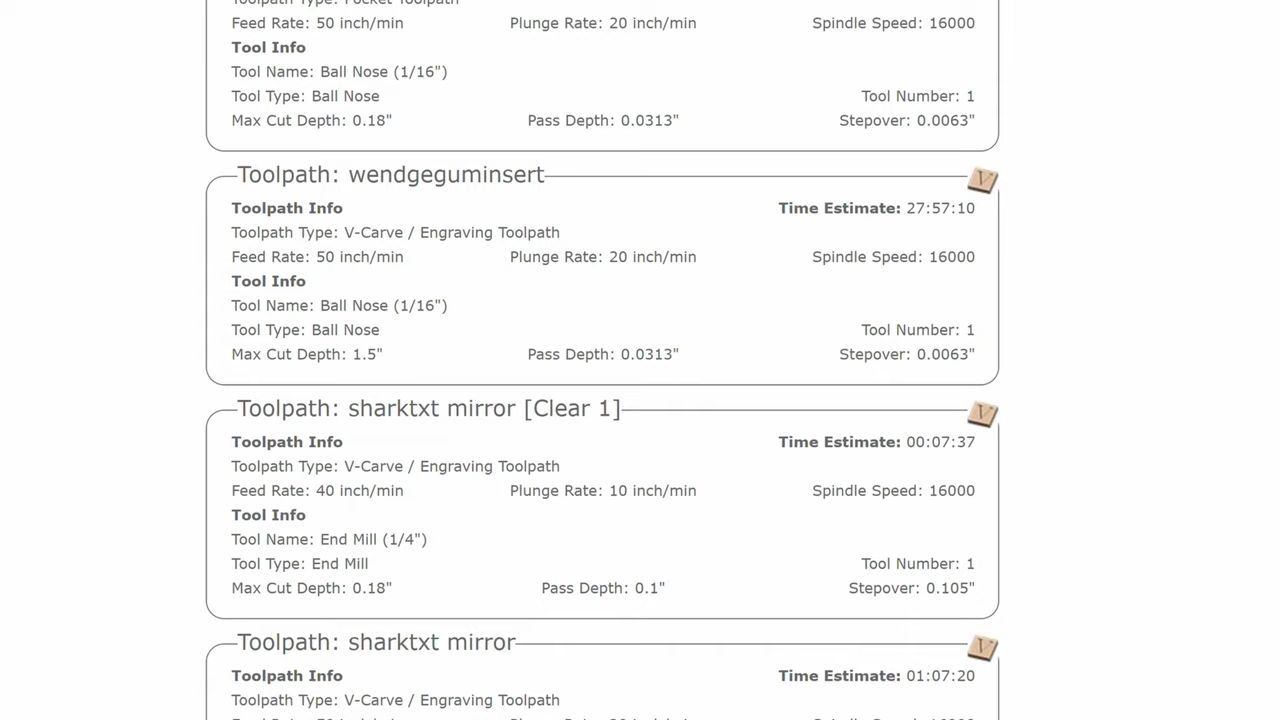 Feed Rate: 50 inch/min Plunge Rate: 20 inch/min Spindle Speed: 16000
Tool Info
Tool Name: Ball Nose (1/16")
Tool Type: Ball Nose Tool Number: 1
Max Cut Depth: 0.18" Pass Depth: 0.0313" Stepover: 0.0063"
Toolpath: wendgeguminsert
Toolpath Info Time Estimate: 27:57:10
Toolpath Type: V-Carve / Engraving Toolpath
Feed Rate: 50 inch/min Plunge Rate: 20 inch/min Spindle Speed: 16000
Tool Info
Tool Name: Ball Nose (1/16")
Tool Type: Ball Nose Tool Number: 1
Max Cut Depth: 1.5" Pass Depth: 0.0313" Stepover: 0.0063"
Toolpath: sharktxt mirror [Clear 1]
Toolpath Info Time Estimate: 00:07:37
Toolpath Type: V-Carve / Engraving Toolpath
Feed Rate: 40 inch/min Plunge Rate: 10 inch/min Spindle Speed: 16000
Tool Info
Tool Name: End Mill (1/4")
Tool Type: End Mill Tool Number: 1
Max Cut Depth: 0.18" Pass Depth: 0.1" Stepover: 0.105"
Toolpath: sharktxt mirror
Toolpath Info Time Estimate: 01:07:20
Toolpath Type: V-Carve / Engraving Toolpath